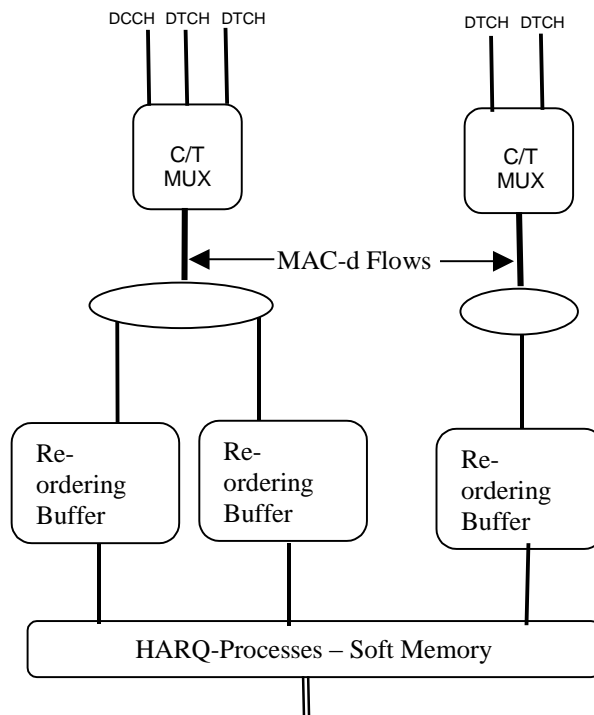 DCCH DTCH DTCH
DTCH DTCH
C/T
MUX
C/T
MUX
MAC-d Flows
Re-
ordering
Buffer
Re-
ordering
Buffer
Re-
ordering
Buffer
HARQ-Processes – Soft Memory